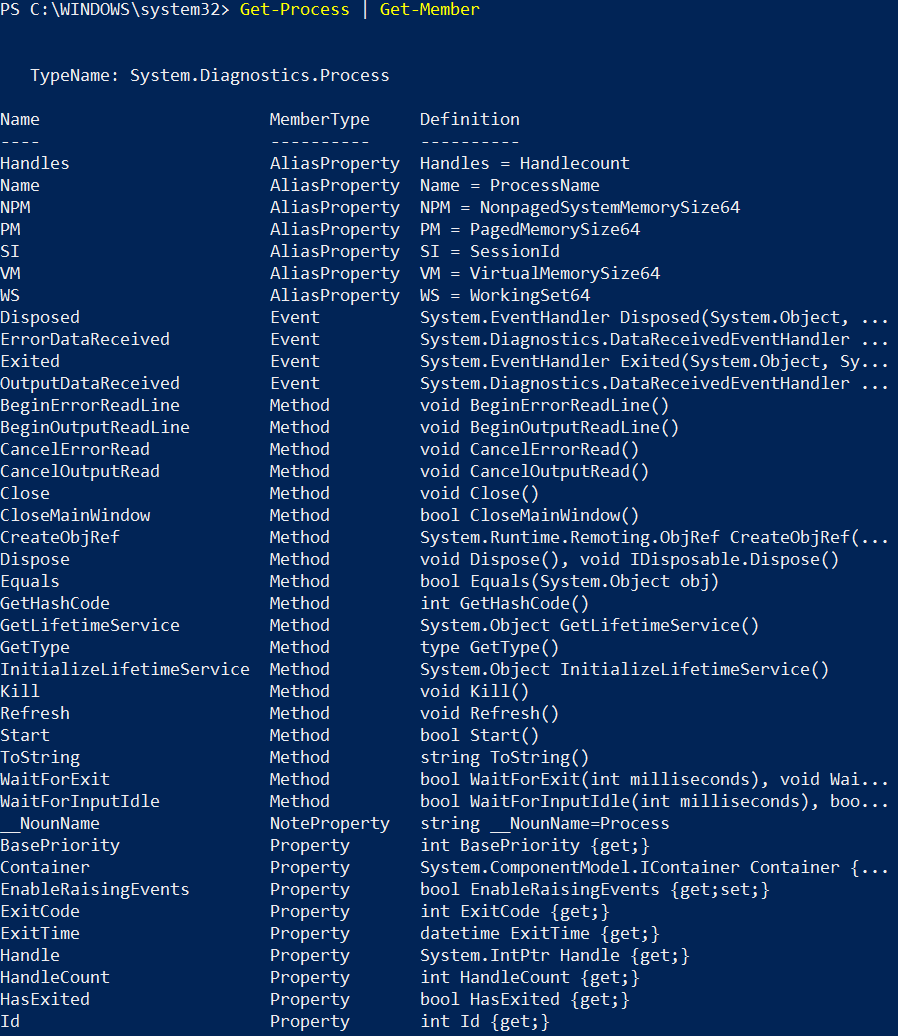 PS C:\WINDOWS\system32> Get-Process | Get-Member
TypeName: System.Diagnostics.Process
Name MemberType Definition
---- ---------- ----------
Handles AliasProperty Handles = Handlecount
Name AliasProperty Name = ProcessName
NPM AliasProperty NPM = NonpagedSystemMemorySize64
PM AliasProperty PM = PagedMemorySize64
SI AliasProperty SI = SessionId
VM AliasProperty VM = VirtualMemorySize64
WS AliasProperty WS = WorkingSet64
Disposed Event System.EventHandler Disposed(System.Object, ...
ErrorDataReceived Event System.Diagnostics.DataReceivedEventHandler ...
Exited Event System.EventHandler Exited(System.Object, Sy...
OutputDataReceived Event System.Diagnostics.DataReceivedEventHandler ...
BeginErrorReadLine Method void BeginErrorReadLine()
BeginOutputReadLine Method void BeginOutputReadLine()
CancelErrorRead Method void CancelErrorRead()
CancelOutputRead Method void CancelOutputRead()
Close Method void Close()
CloseMainWindow Method bool CloseMainWindow()
CreateObjRef Method System.Runtime.Remoting.ObjRef CreateObjRef(...
Dispose Method void Dispose(), void IDisposable.Dispose()
Equals Method bool Equals(System.Object obj)
GetHashCode Method int GetHashCode()
GetLifetimeService Method System.Object GetLifetimeService()
GetType Method type GetType()
InitializeLifetimeService Method System.Object InitializeLifetimeService()
Kill Method void Kill()
Refresh Method void Refresh()
Start Method bool Start()
ToString Method string ToString()
WaitForExit Method bool WaitForExit(int milliseconds), void Wai...
WaitForInputIdle Method bool WaitForInputIdle(int milliseconds), boo...
__NounName NoteProperty string __NounName=Process
BasePriority Property int BasePriority {get;}
Container Property System.ComponentModel.IContainer Container {...
EnableRaisingEvents Property bool EnableRaisingEvents {get;set;}
ExitCode Property int ExitCode {get;}
ExitTime Property datetime ExitTime {get;}
Handle Property System.IntPtr Handle {get;}
HandleCount Property int HandleCount {get;}
HasExited Property bool HasExited {get;}
Id Property int Id {get;}